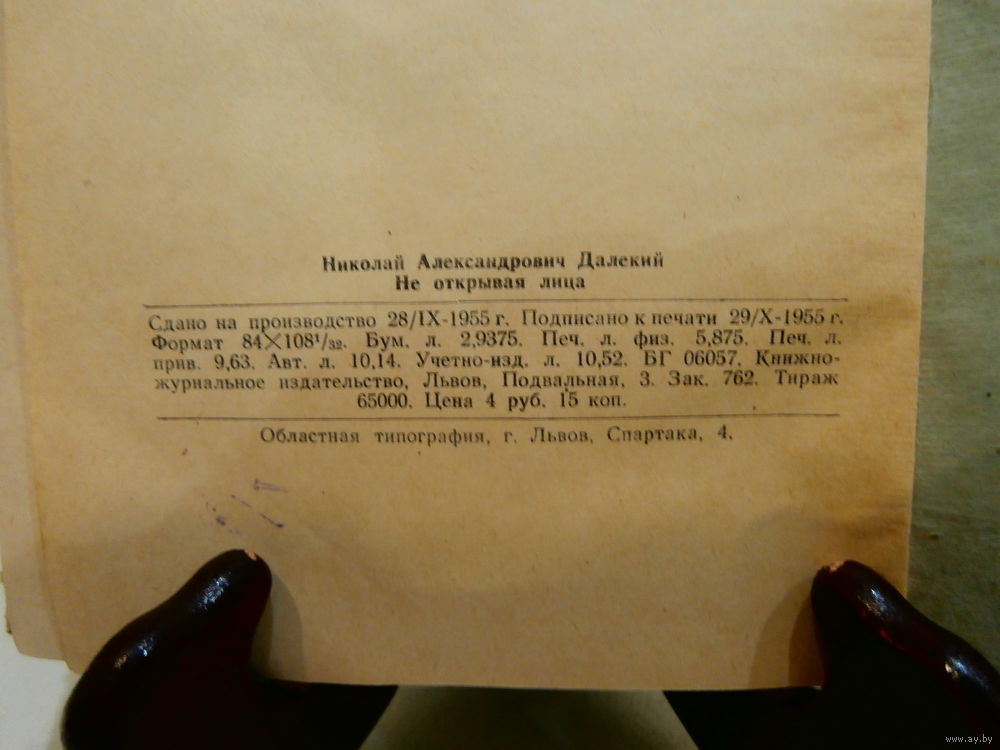 Николай Александрович Далекий
Не открывая лица
Сдано на производство 28/IX-1955 г. Подписано к печати 29/X-1955 г.
Формат 84×108¹/₃₂. Бум. л. 2,9375. Печ. л. физ. 5,875. Печ. л.
прив. 9,63. Авт. л. 10,14. Учетно-изд. л. 10,52. БГ 06057. Книжно-
журнальное издательство, Львов, Подвальная, 3. Зак. 762. Тираж
65000. Цена 4 руб. 15 коп.
Областная типография, г. Львов, Спартака, 4.
www.ay.by